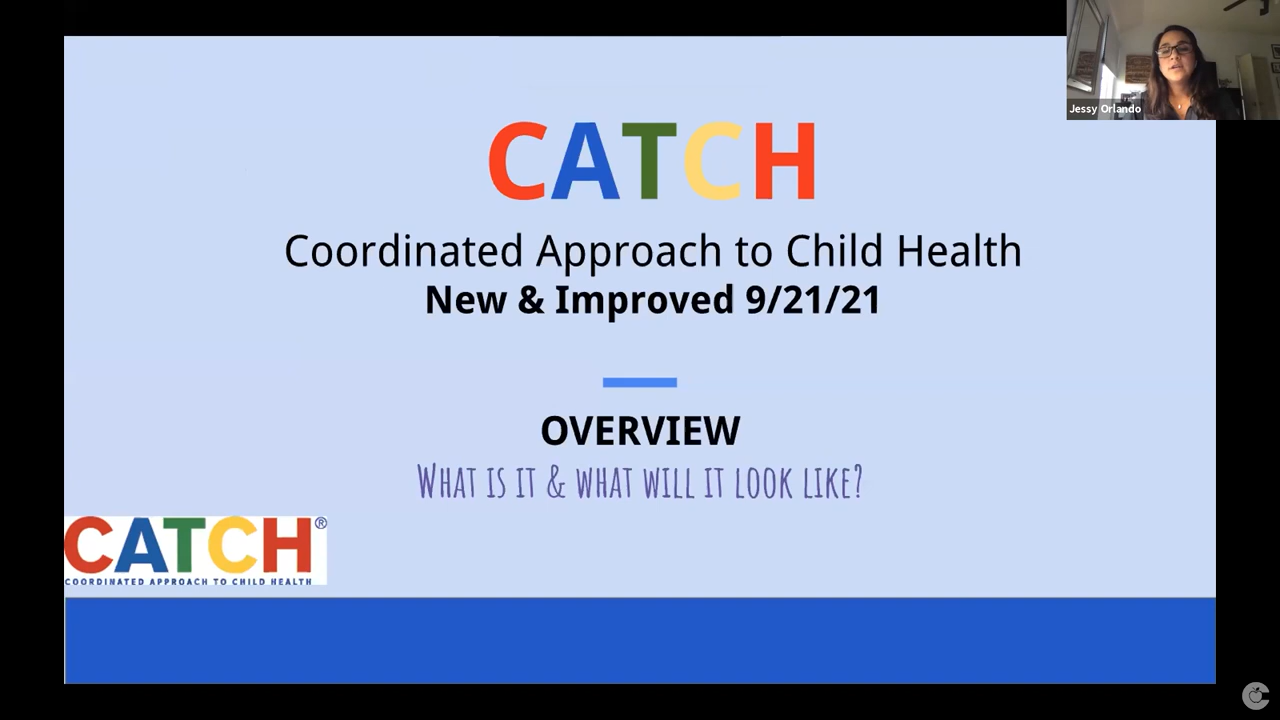 Jessy Orlando
CATCH
Coordinated Approach to Child Health
New & Improved 9/21/21
OVERVIEW
WHAT IS IT & WHAT WILL IT LOOK LIKE?
CATCH®
COORDINATED APPROACH TO CHILD HEALTH